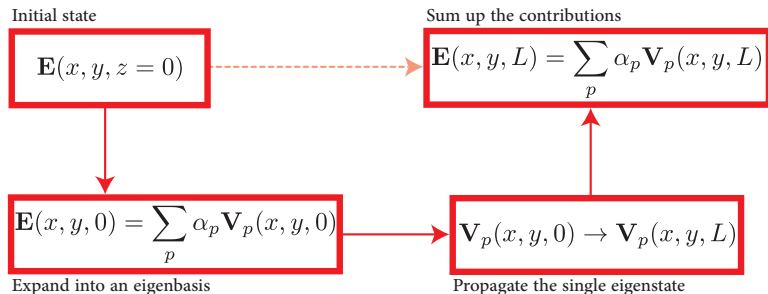 Initial state
E(x, y, z = 0)
Sum up the contributions
E(x, y, L) = ∑_p α_p V_p(x, y, L)
E(x, y, 0) = ∑_p α_p V_p(x, y, 0)
Expand into an eigenbasis
V_p(x, y, 0) → V_p(x, y, L)
Propagate the single eigenstate